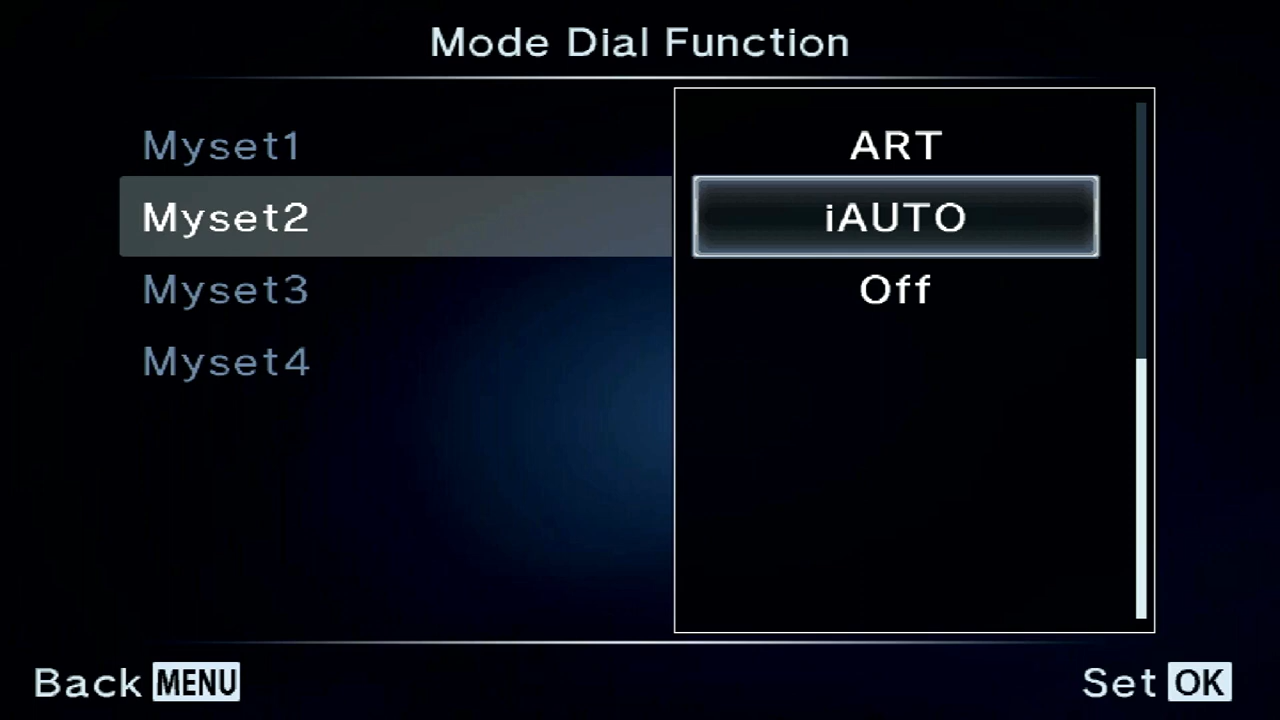 Mode Dial Function
Myset1
Myset2
Myset3
Myset4
ART
iAUTO
Off
Back MENU
Set OK